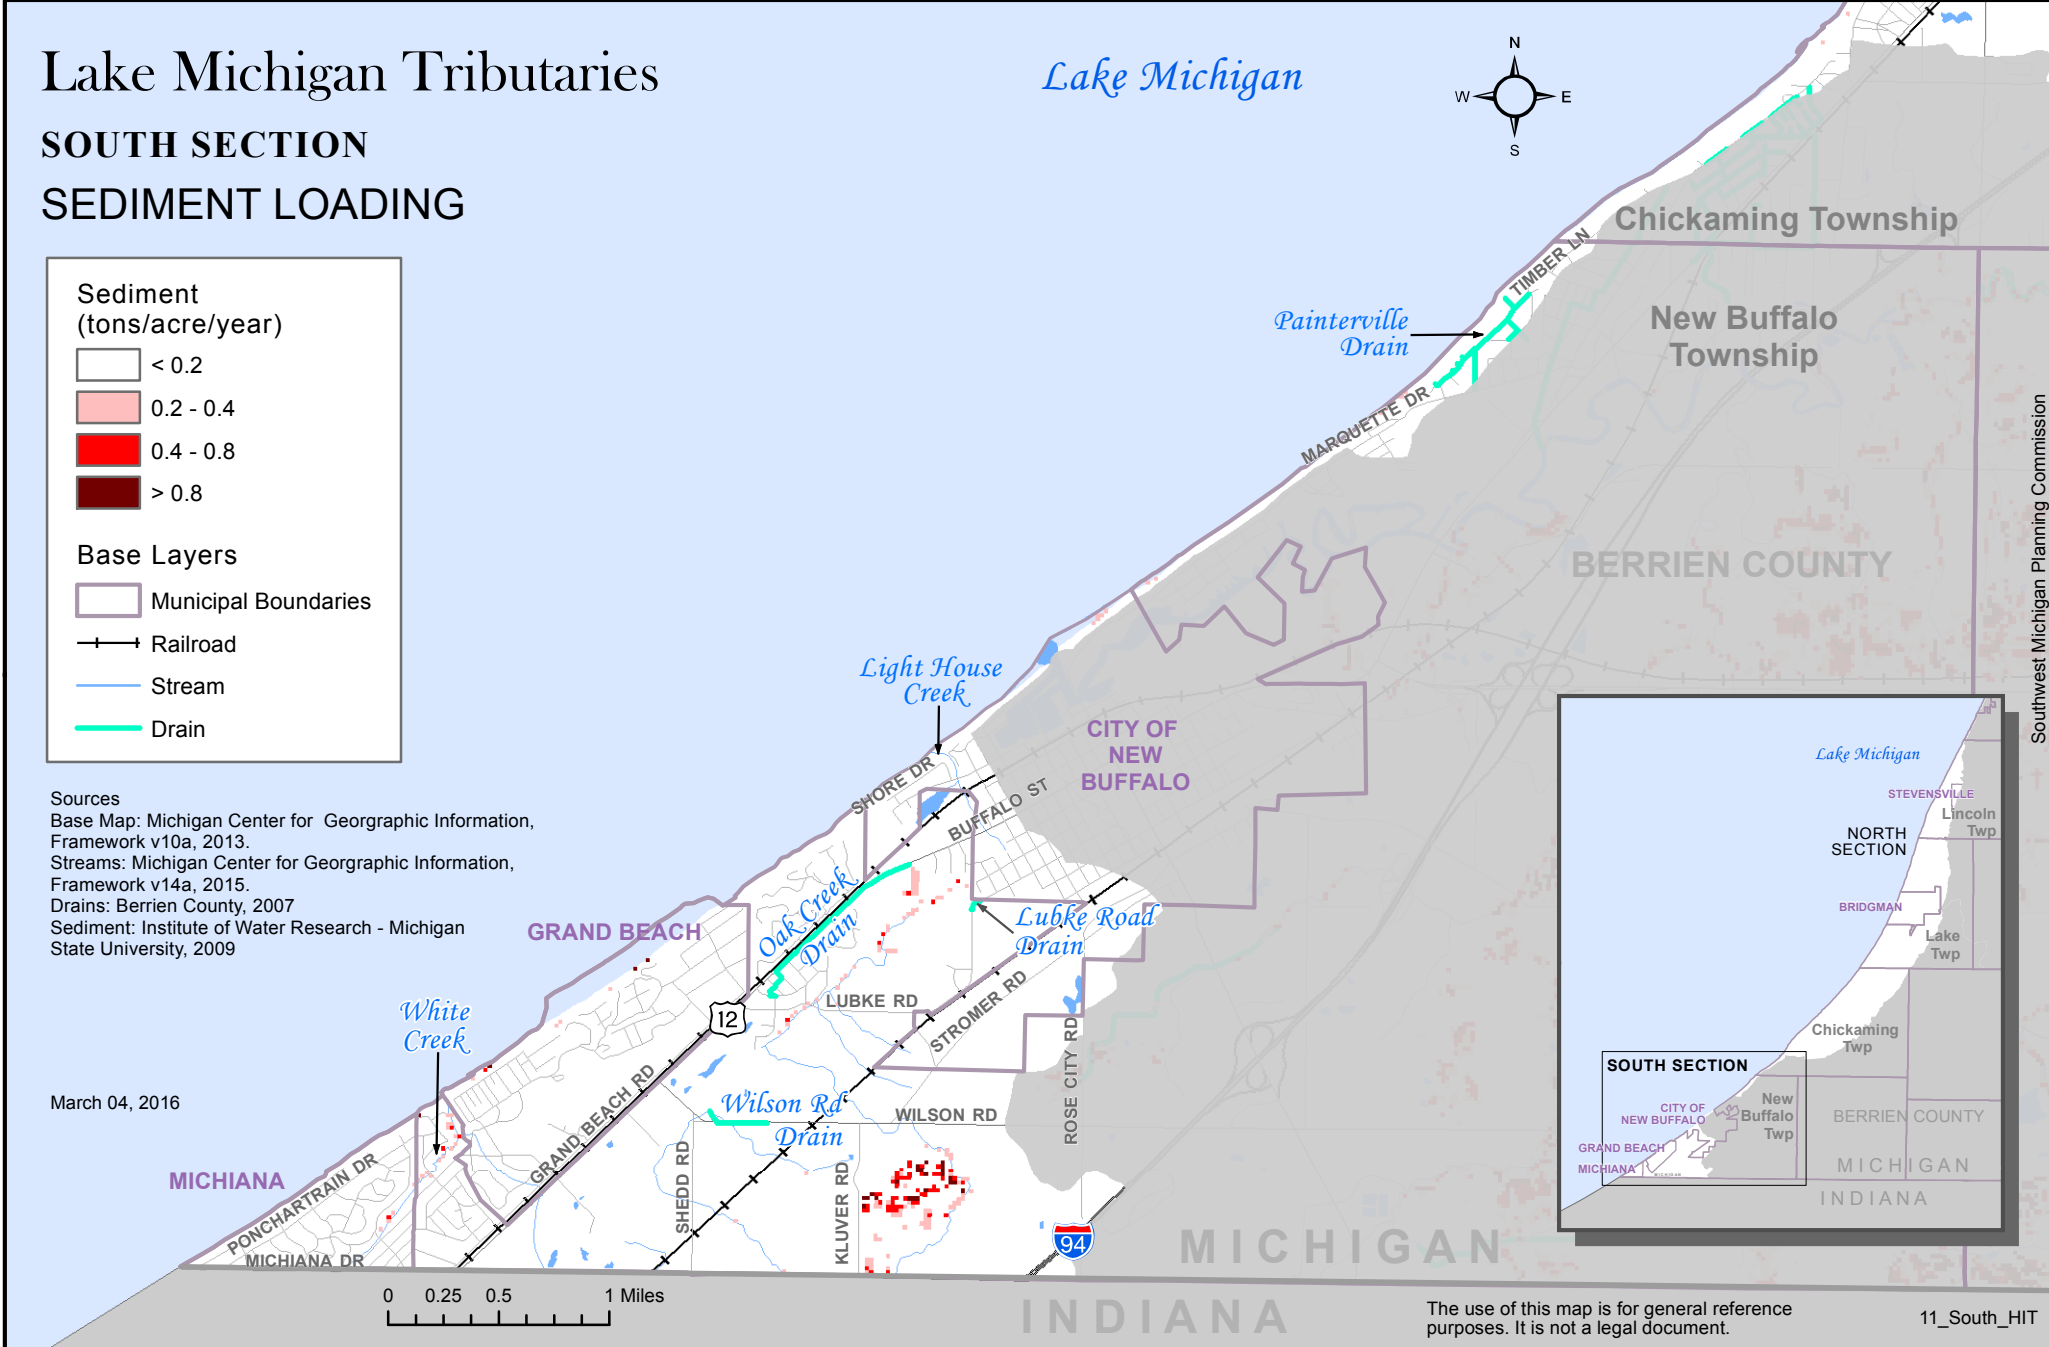 Lake Michigan Tributaries
SOUTH SECTION
SEDIMENT LOADING
Lake Michigan
N
W
E
S
Sediment
(tons/acre/year)
< 0.2
0.2 - 0.4
0.4 - 0.8
> 0.8
Base Layers
Municipal Boundaries
Railroad
Stream
Drain
Sources
Base Map: Michigan Center for Georgraphic Information,
Framework v10a, 2013.
Streams: Michigan Center for Georgraphic Information,
Framework v14a, 2015.
Drains: Berrien County, 2007
Sediment: Institute of Water Research - Michigan
State University, 2009
March 04, 2016
Chickaming Township
TIMBER LN
New Buffalo
Township
Painterville
Drain
MARQUETTE DR
BERRIEN COUNTY
Southwest Michigan Planning Commission
Light House
Creek
CITY OF
NEW
BUFFALO
SHORE DR
BUFFALO ST
Oak Creek
Drain
GRAND BEACH
Lubke Road
Drain
LUBKE RD
STROMER RD
12
White
Creek
ROSE CITY RD
GRAND BEACH RD
Wilson Rd
Drain
WILSON RD
MICHIANA
PONCHARTRAIN DR
MICHIANA DR
SHEDD RD
KLUVER RD
94
MICHIGAN
INDIANA
0 0.25 0.5 1 Miles
Lake Michigan
STEVENSVILLE
Lincoln
Twp
NORTH
SECTION
BRIDGMAN
Lake
Twp
Chickaming
Twp
SOUTH SECTION
CITY OF
NEW BUFFALO
New
Buffalo
Twp
BERRIEN COUNTY
GRAND BEACH
MICHIANA
MICHIGAN
MICHIGAN
INDIANA
The use of this map is for general reference
purposes. It is not a legal document.
11_South_HIT